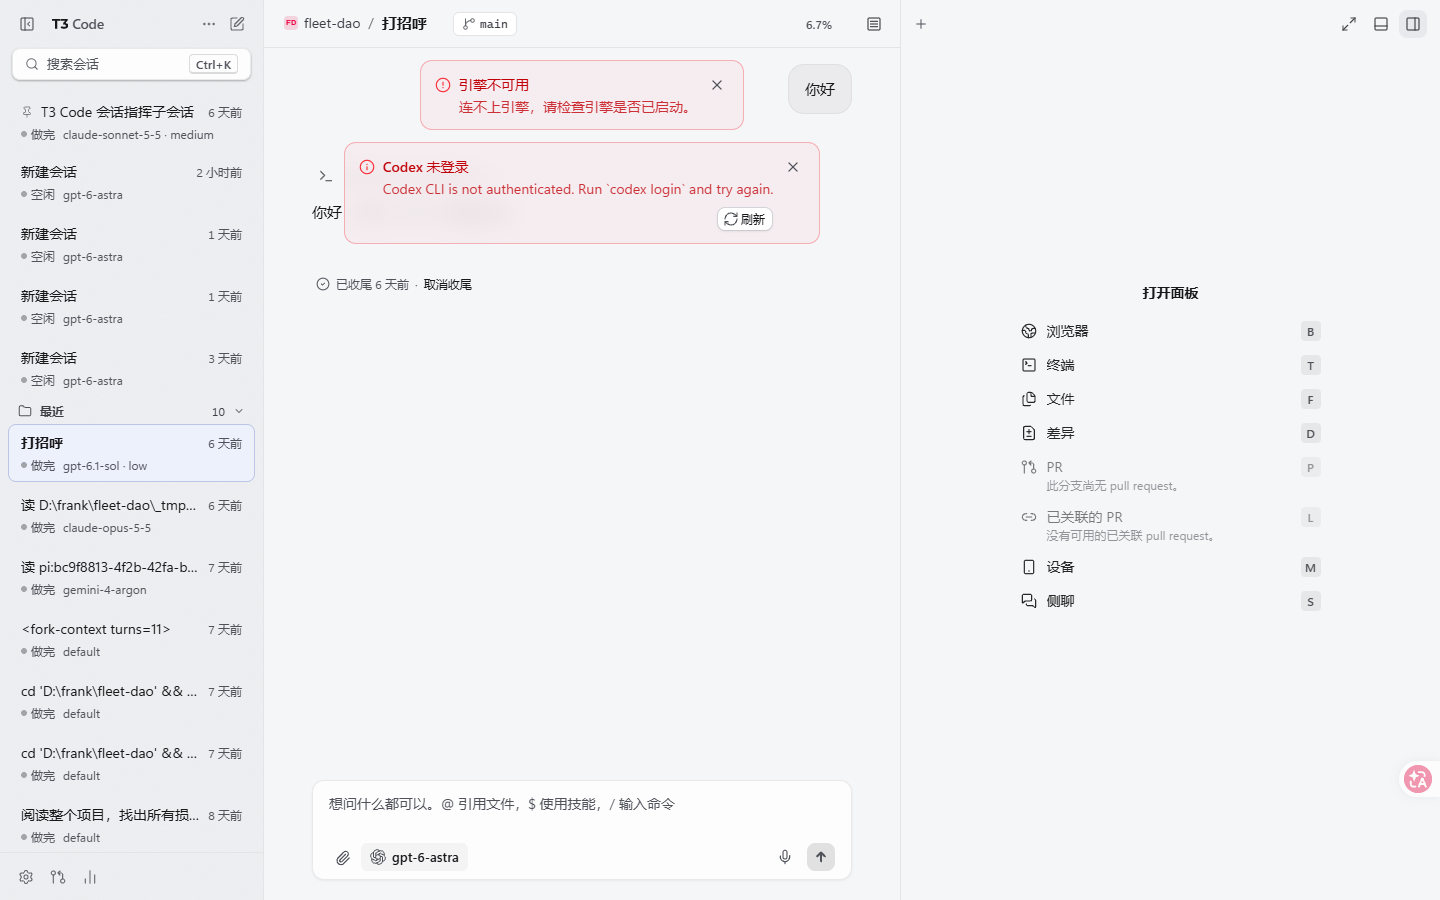 T3 Code
搜索会话
Ctrl+K
T3 Code 会话指挥子会话
6 天前
做完 claude-sonnet-5-5 · medium
新建会话
2 小时前
空闲 gpt-6-astra
新建会话
1 天前
空闲 gpt-6-astra
新建会话
1 天前
空闲 gpt-6-astra
新建会话
3 天前
空闲 gpt-6-astra
最近
10
打招呼
6 天前
做完 gpt-6.1-sol · low
读 D:\frank\fleet-dao\_tmp...
6 天前
做完 claude-opus-5-5
读 pi:bc9f8813-4f2b-42fa-b...
7 天前
做完 gemini-4-argon
<fork-context turns=11>
7 天前
做完 default
cd 'D:\frank\fleet-dao' && ...
7 天前
做完 default
cd 'D:\frank\fleet-dao' && ...
7 天前
做完 default
阅读整个项目，找出所有损...
8 天前
做完 default
FD
fleet-dao / 打招呼
main
6.7%
引擎不可用
连不上引擎，请检查引擎是否已启动。
你好
Codex 未登录
Codex CLI is not authenticated. Run `codex login` and try again.
刷新
你好
已收尾 6 天前 · 取消收尾
想问什么都可以。@ 引用文件，$ 使用技能，/ 输入命令
gpt-6-astra
打开面板
浏览器
B
终端
T
文件
F
差异
D
PR
P
此分支尚无 pull request。
已关联的 PR
L
没有可用的已关联 pull request。
设备
M
侧聊
S